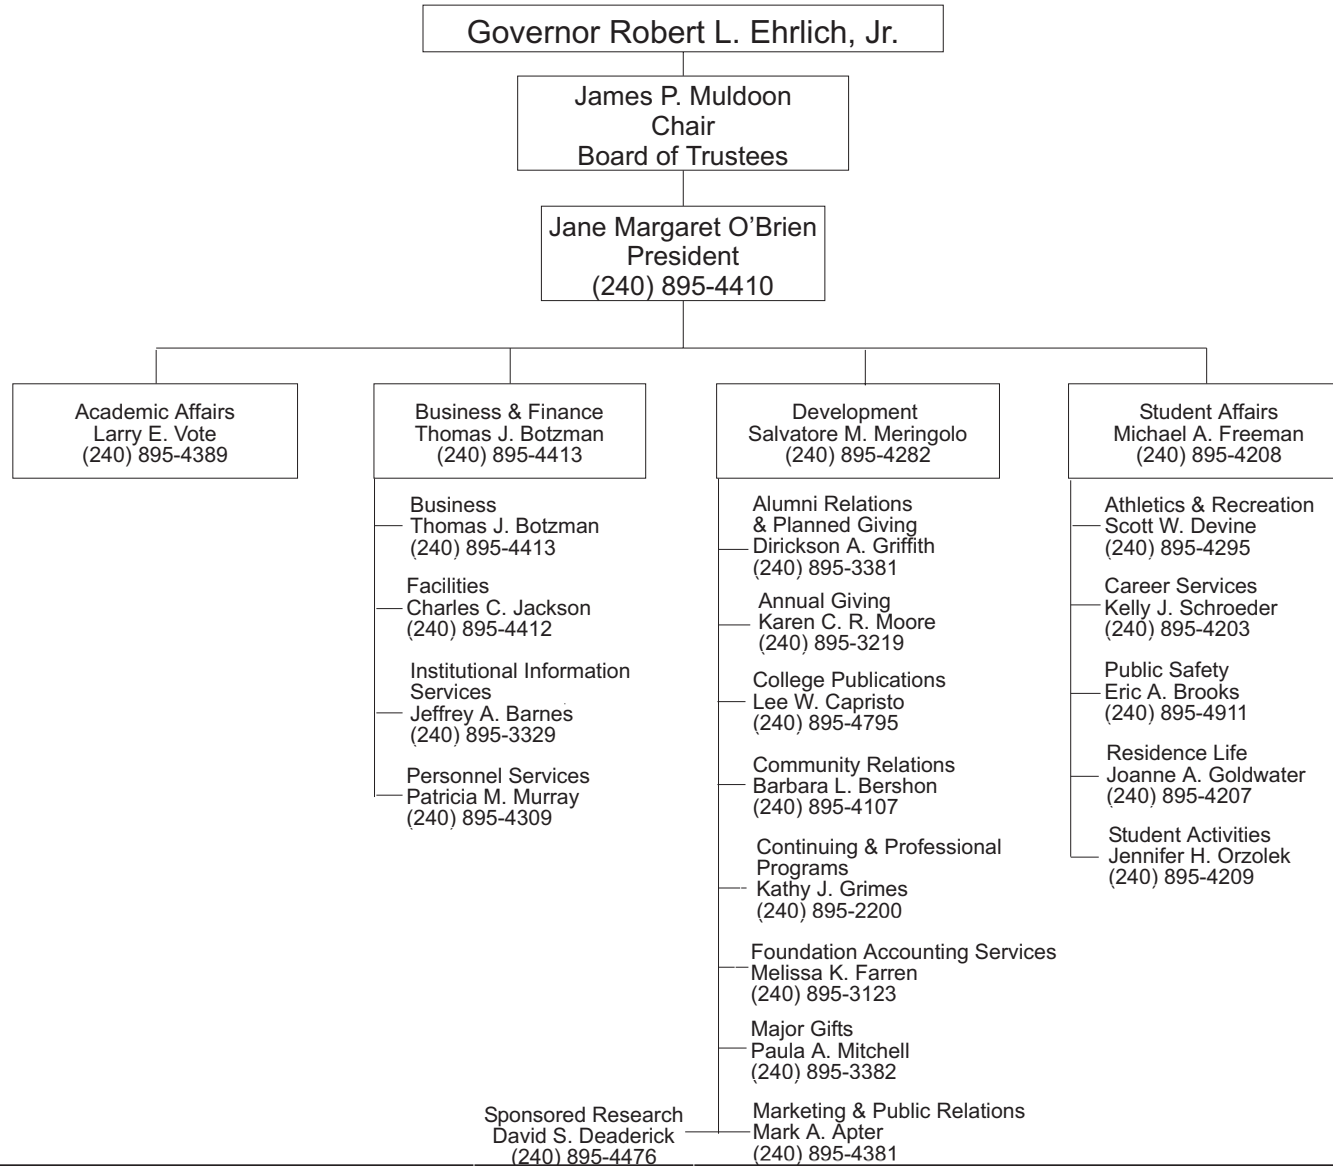 Governor Robert L. Ehrlich, Jr.
James P. Muldoon
Chair
Board of Trustees
Jane Margaret O’Brien
President
(240) 895-4410
Academic Affairs
Larry E. Vote
(240) 895-4389
Business & Finance
Thomas J. Botzman
(240) 895-4413
Business
Thomas J. Botzman
(240) 895-4413
Facilities
Charles C. Jackson
(240) 895-4412
Institutional Information
Services
Jeffrey A. Barnes
(240) 895-3329
Personnel Services
Patricia M. Murray
(240) 895-4309
Development
Salvatore M. Meringolo
(240) 895-4282
Alumni Relations
& Planned Giving
Dirickson A. Griffith
(240) 895-3381
Annual Giving
Karen C. R. Moore
(240) 895-3219
College Publications
Lee W. Capristo
(240) 895-4795
Community Relations
Barbara L. Bershon
(240) 895-4107
Continuing & Professional
Programs
Kathy J. Grimes
(240) 895-2200
Foundation Accounting Services
Melissa K. Farren
(240) 895-3123
Major Gifts
Paula A. Mitchell
(240) 895-3382
Sponsored Research
David S. Deaderick
(240) 895-4476
Marketing & Public Relations
Mark A. Apter
(240) 895-4381
Student Affairs
Michael A. Freeman
(240) 895-4208
Athletics & Recreation
Scott W. Devine
(240) 895-4295
Career Services
Kelly J. Schroeder
(240) 895-4203
Public Safety
Eric A. Brooks
(240) 895-4911
Residence Life
Joanne A. Goldwater
(240) 895-4207
Student Activities
Jennifer H. Orzolek
(240) 895-4209